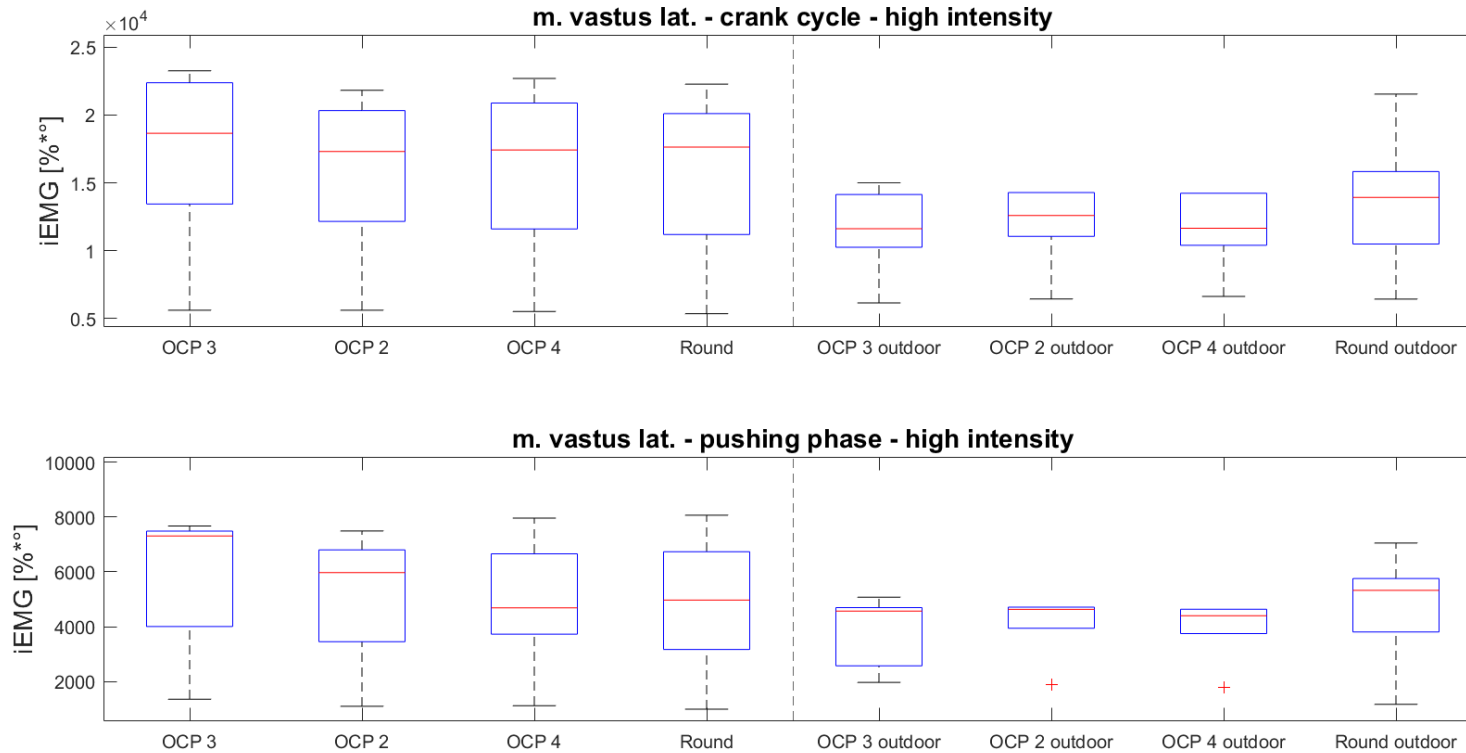 m. vastus lat. - crank cycle - high intensity
×10⁴
iEMG [%*°]
2.5
2
1.5
1
0.5
OCP 3 OCP 2 OCP 4 Round OCP 3 outdoor OCP 2 outdoor OCP 4 outdoor Round outdoor
m. vastus lat. - pushing phase - high intensity
iEMG [%*°]
10000
8000
6000
4000
2000
OCP 3 OCP 2 OCP 4 Round OCP 3 outdoor OCP 2 outdoor OCP 4 outdoor Round outdoor